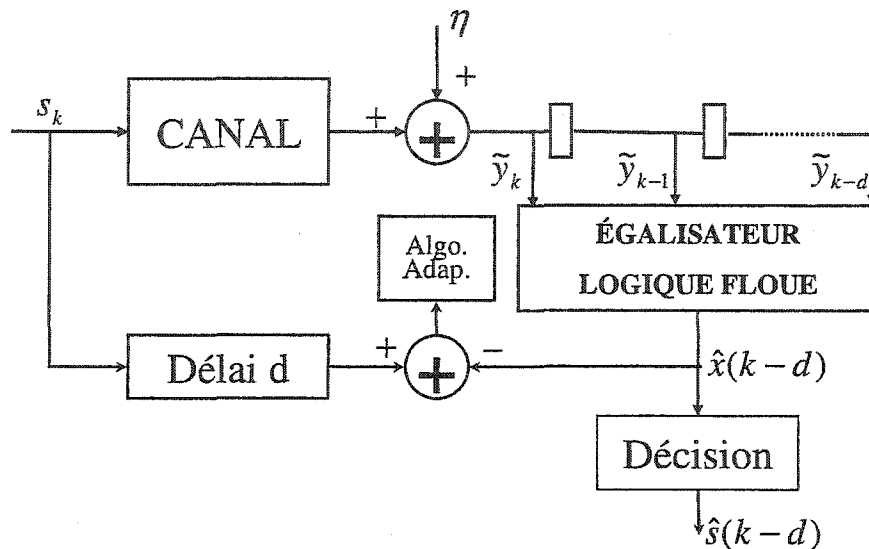 η
+
s_k
CANAL
+
+
ỹ_k
ỹ_{k-1}
ỹ_{k-d}
ÉGALISATEUR
LOGIQUE FLOUE
Algo.
Adap.
Délai d
+
+
−
x̂(k − d)
Décision
ŝ(k − d)